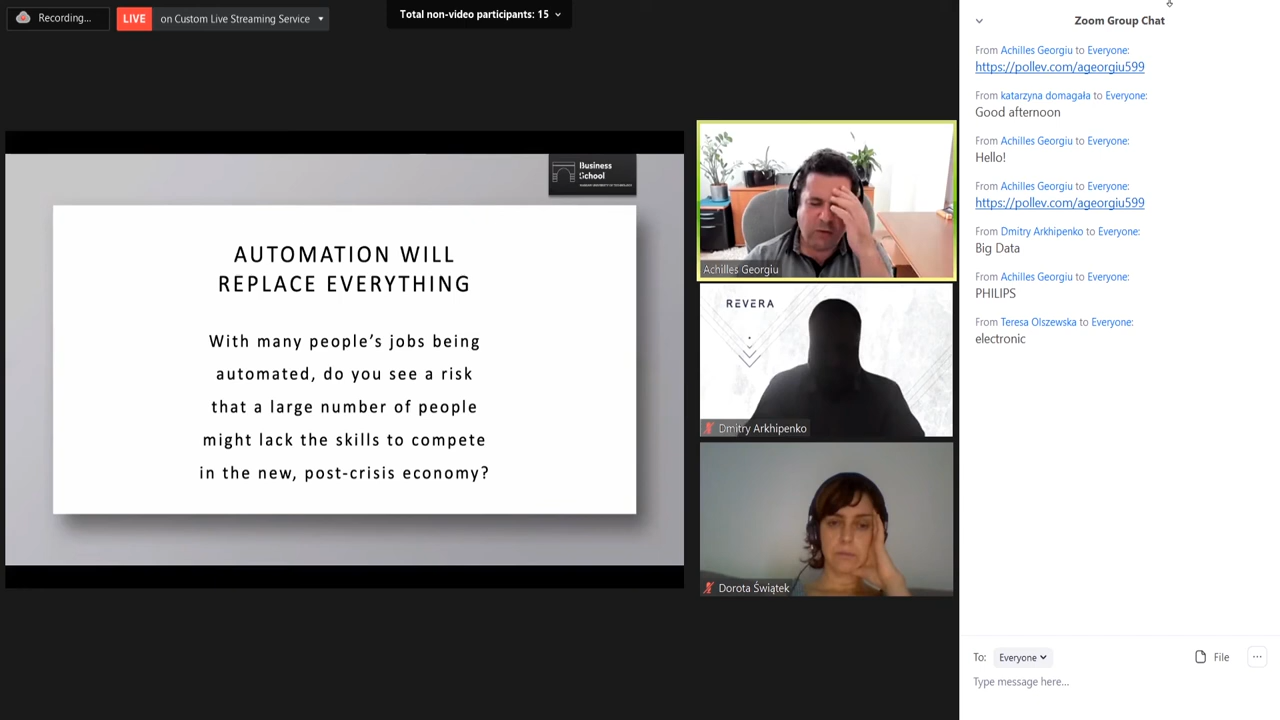 Recording...
LIVE
on Custom Live Streaming Service
Total non-video participants: 15
Business
School
AUTOMATION WILL
REPLACE EVERYTHING
With many people's jobs being
automated, do you see a risk
that a large number of people
might lack the skills to compete
in the new, post-crisis economy?
Achilles Georgiu
REVERA
Dmitry Arkhipenko
Dorota Świątek
Zoom Group Chat
From Achilles Georgiu to Everyone:
https://pollev.com/ageorgiu599
From katarzyna domagała to Everyone:
Good afternoon
From Achilles Georgiu to Everyone:
Hello!
From Achilles Georgiu to Everyone:
https://pollev.com/ageorgiu599
From Dmitry Arkhipenko to Everyone:
Big Data
From Achilles Georgiu to Everyone:
PHILIPS
From Teresa Olszewska to Everyone:
electronic
To: Everyone File
Type message here...